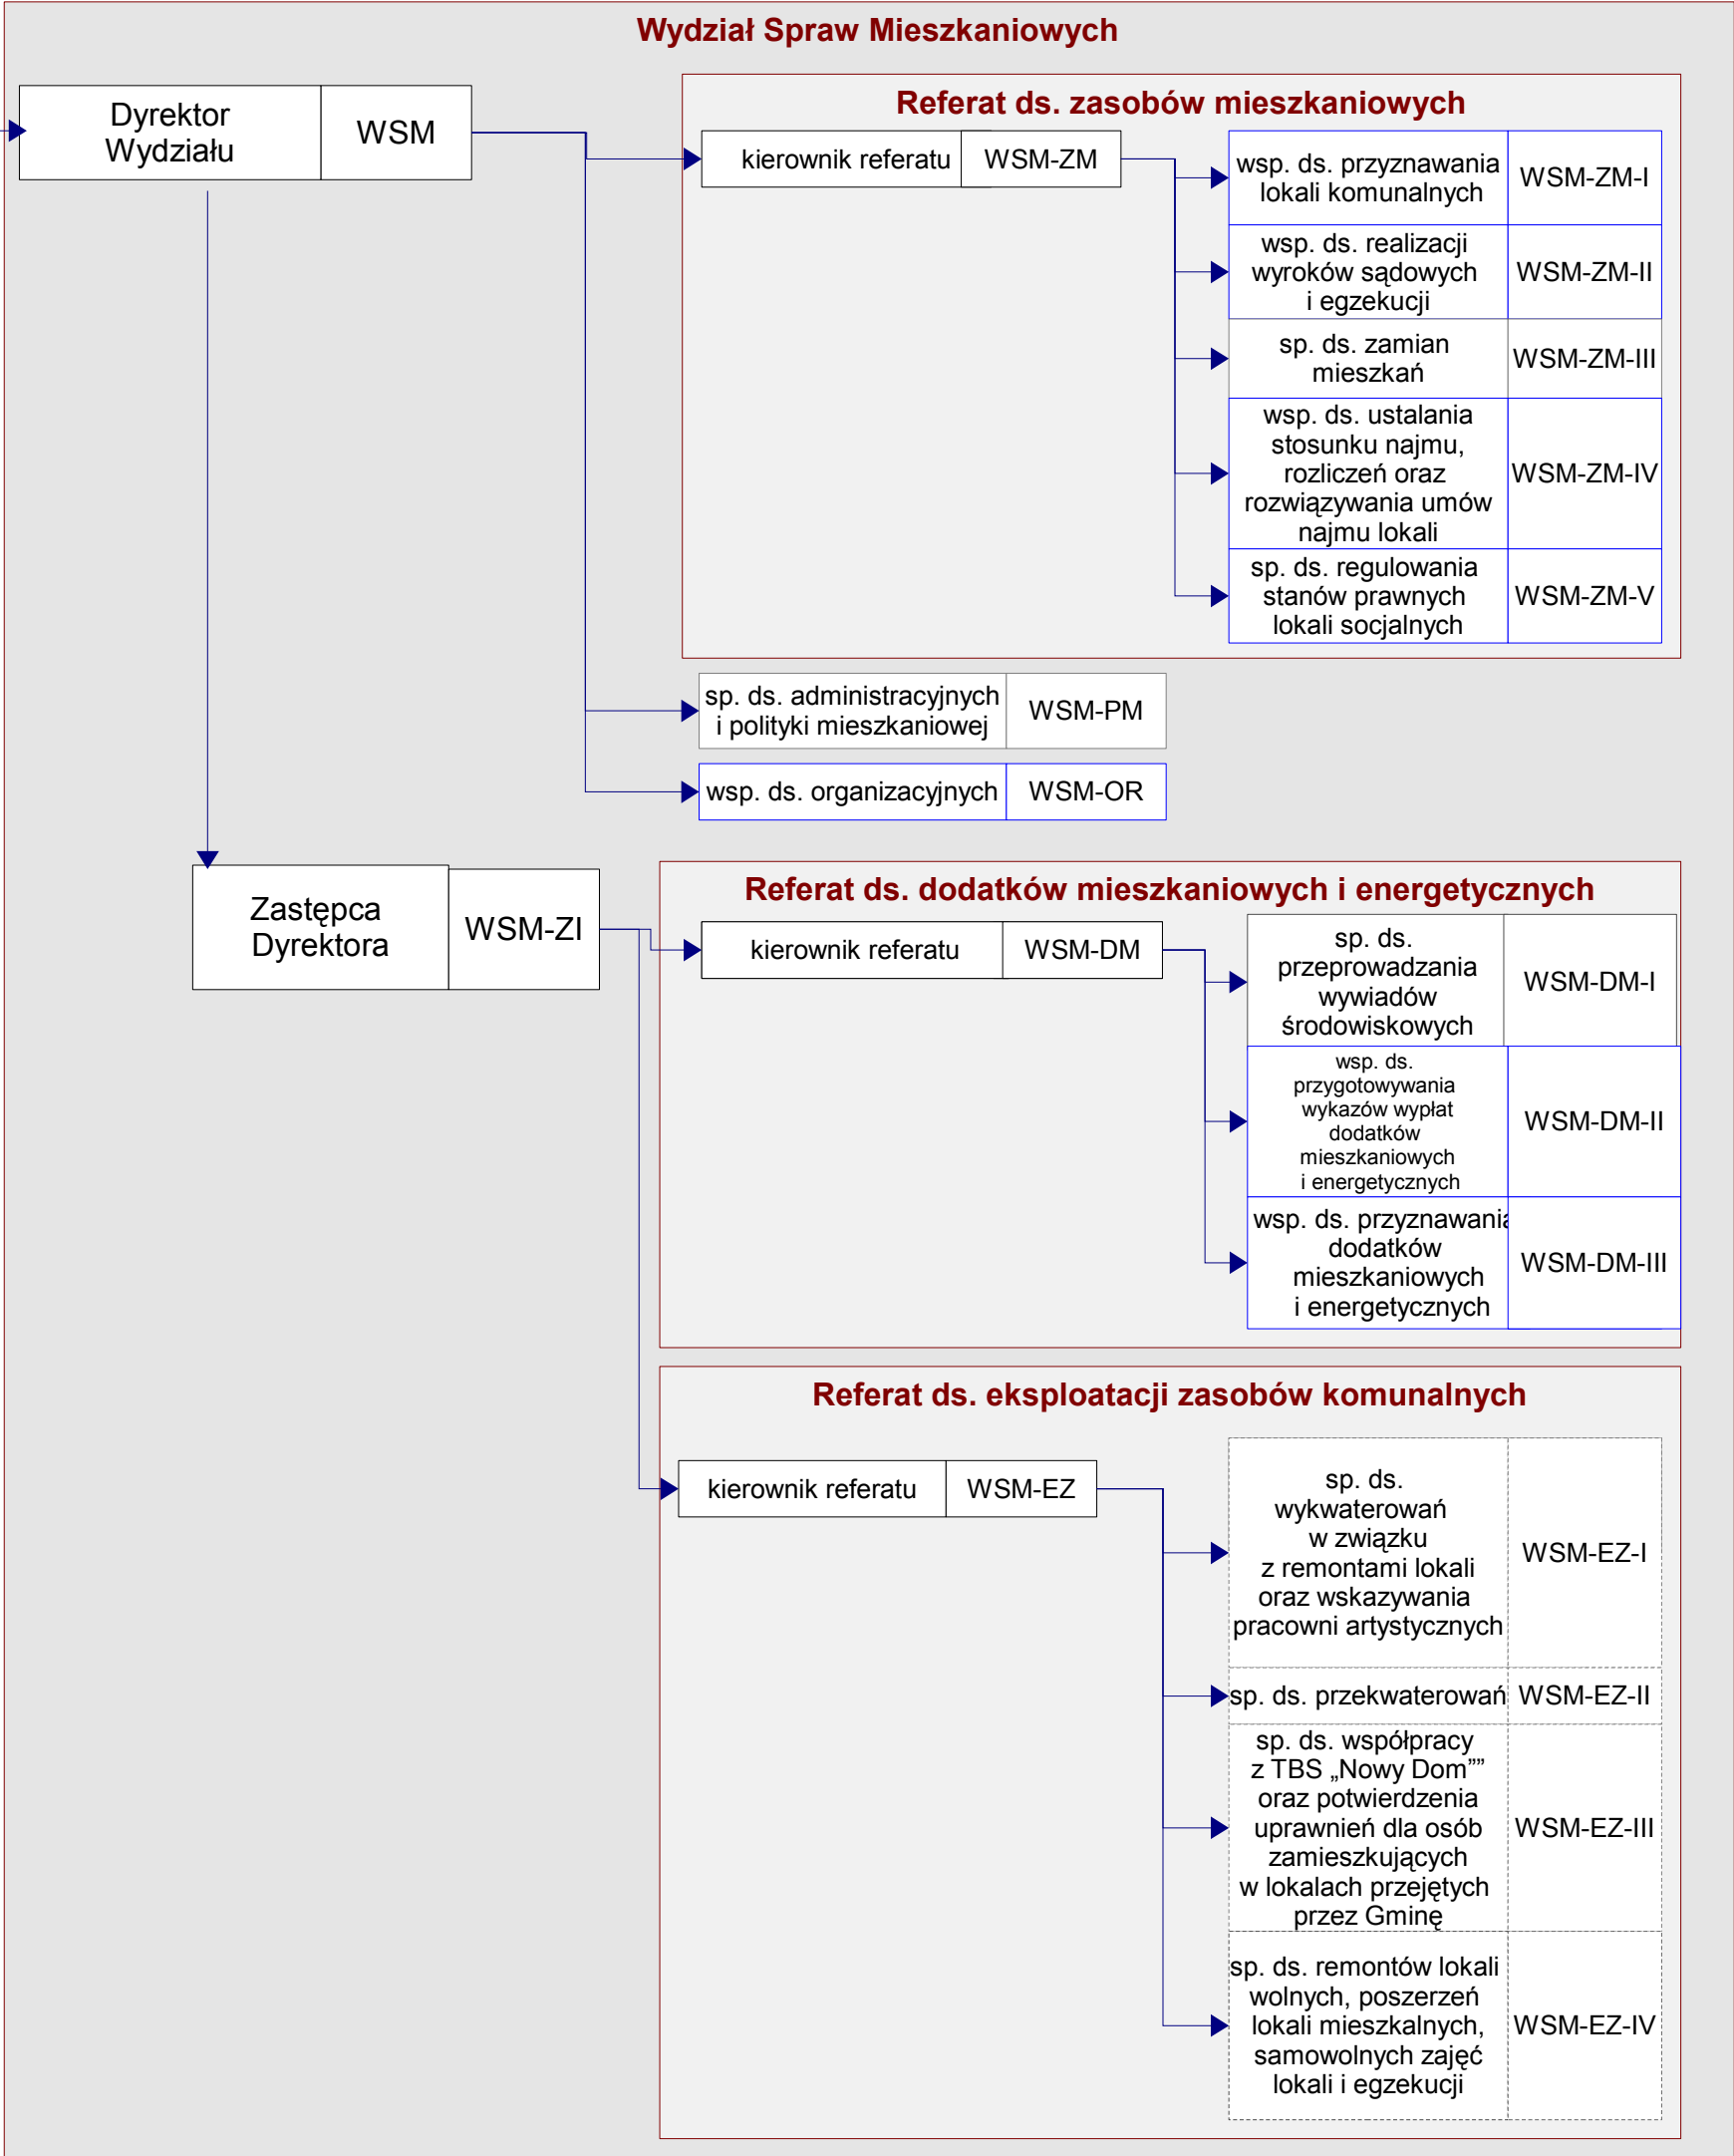 Wydział Spraw Mieszkaniowych
Dyrektor
Wydziału
WSM
Referat ds. zasobów mieszkaniowych
kierownik referatu
WSM-ZM
wsp. ds. przyznawania
lokali komunalnych
WSM-ZM-I
wsp. ds. realizacji
wyroków sądowych
i egzekucji
WSM-ZM-II
sp. ds. zamian
mieszkań
WSM-ZM-III
wsp. ds. ustalania
stosunku najmu,
rozliczeń oraz
rozwiązywania umów
najmu lokali
WSM-ZM-IV
sp. ds. regulowania
stanów prawnych
lokali socjalnych
WSM-ZM-V
sp. ds. administracyjnych
i polityki mieszkaniowej
WSM-PM
wsp. ds. organizacyjnych
WSM-OR
Zastępca
Dyrektora
WSM-ZI
Referat ds. dodatków mieszkaniowych i energetycznych
kierownik referatu
WSM-DM
sp. ds.
przeprowadzania
wywiadów
środowiskowych
WSM-DM-I
wsp. ds.
przygotowywania
wykazów wypłat
dodatków
mieszkaniowych
i energetycznych
WSM-DM-II
wsp. ds. przyznawania
dodatków
mieszkaniowych
i energetycznych
WSM-DM-III
Referat ds. eksploatacji zasobów komunalnych
kierownik referatu
WSM-EZ
sp. ds.
wykwaterowań
w związku
z remontami lokali
oraz wskazywania
pracowni artystycznych
WSM-EZ-I
sp. ds. przekwaterowań
WSM-EZ-II
sp. ds. współpracy
z TBS „Nowy Dom””
oraz potwierdzenia
uprawnień dla osób
zamieszkujących
w lokalach przejętych
przez Gminę
WSM-EZ-III
sp. ds. remontów lokali
wolnych, poszerzeń
lokali mieszkalnych,
samowolnych zajęć
lokali i egzekucji
WSM-EZ-IV